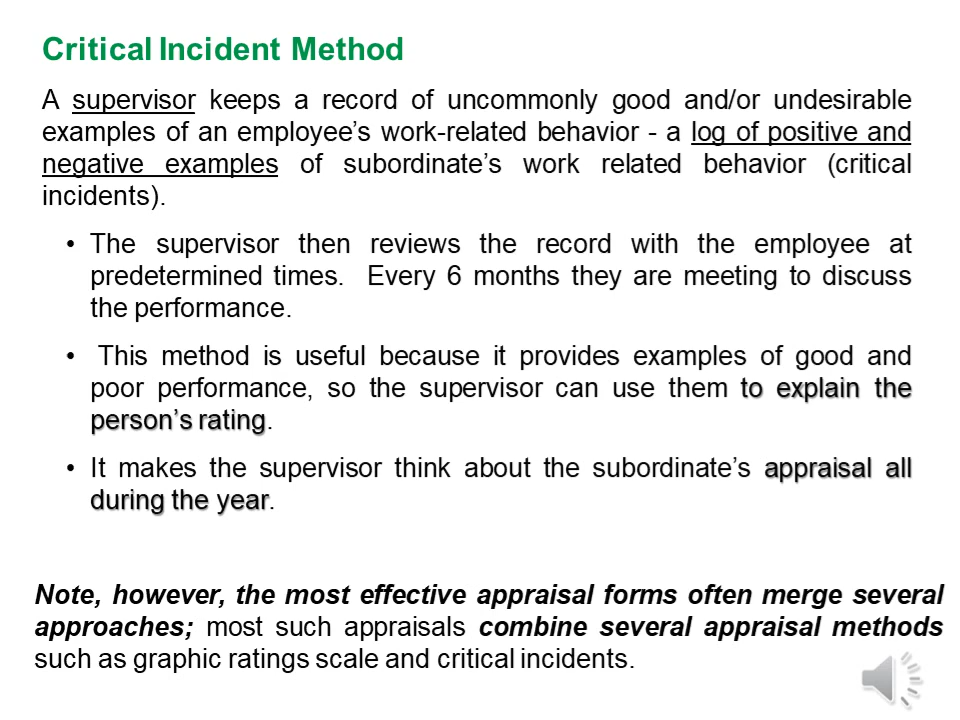 Critical Incident Method
A supervisor keeps a record of uncommonly good and/or undesirable
examples of an employee’s work-related behavior - a log of positive and
negative examples of subordinate’s work related behavior (critical
incidents).
• The supervisor then reviews the record with the employee at
predetermined times. Every 6 months they are meeting to discuss
the performance.
• This method is useful because it provides examples of good and
poor performance, so the supervisor can use them to explain the
person’s rating.
• It makes the supervisor think about the subordinate’s appraisal all
during the year.
Note, however, the most effective appraisal forms often merge several
approaches; most such appraisals combine several appraisal methods
such as graphic ratings scale and critical incidents.